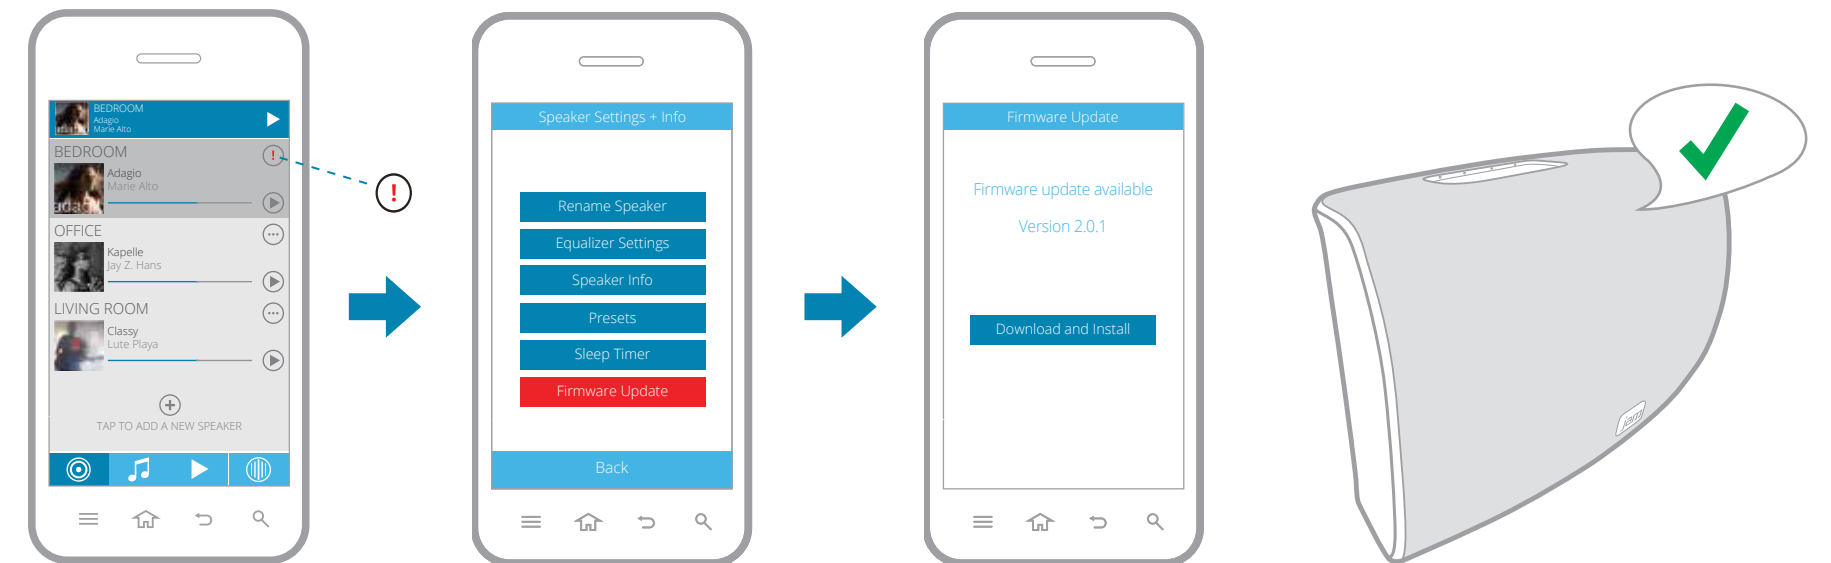 BEDROOM
Adagio
Marie Alto
BEDROOM
!
Adagio
Marie Alto
OFFICE
Kapelle
Jay Z. Hans
LIVING ROOM
Classy
Lute Playa
TAP TO ADD A NEW SPEAKER
!
Speaker Settings + Info
Rename Speaker
Equalizer Settings
Speaker Info
Presets
Sleep Timer
Firmware Update
Back
Firmware Update
Firmware update available
Version 2.0.1
Download and Install
jam